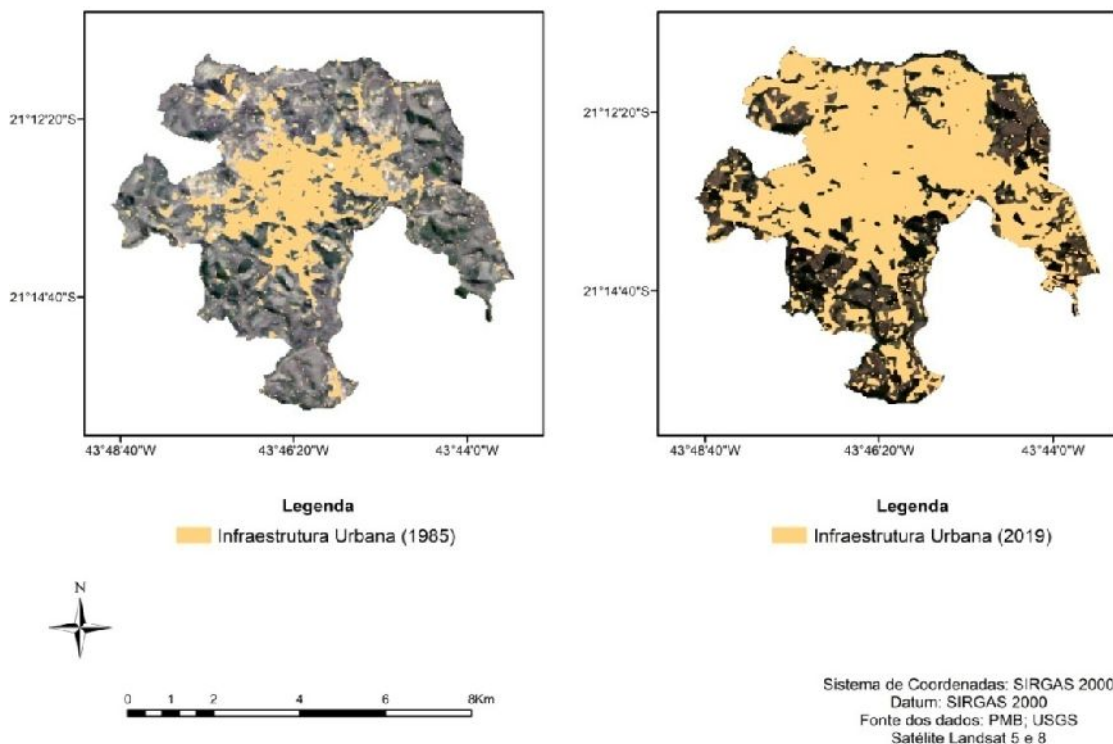 21°12'20"S
21°14'40"S
43°48'40"W
43°46'20"W
43°44'0"W
21°12'20"S
21°14'40"S
43°48'40"W
43°46'20"W
43°44'0"W
Legenda
Infraestrutura Urbana (1985)
Legenda
Infraestrutura Urbana (2019)
N
0 1 2 4 6 8Km
Sistema de Coordenadas: SIRGAS 2000
Datum: SIRGAS 2000
Fonte dos dados: PMB; USGS
Satélite Landsat 5 e 8